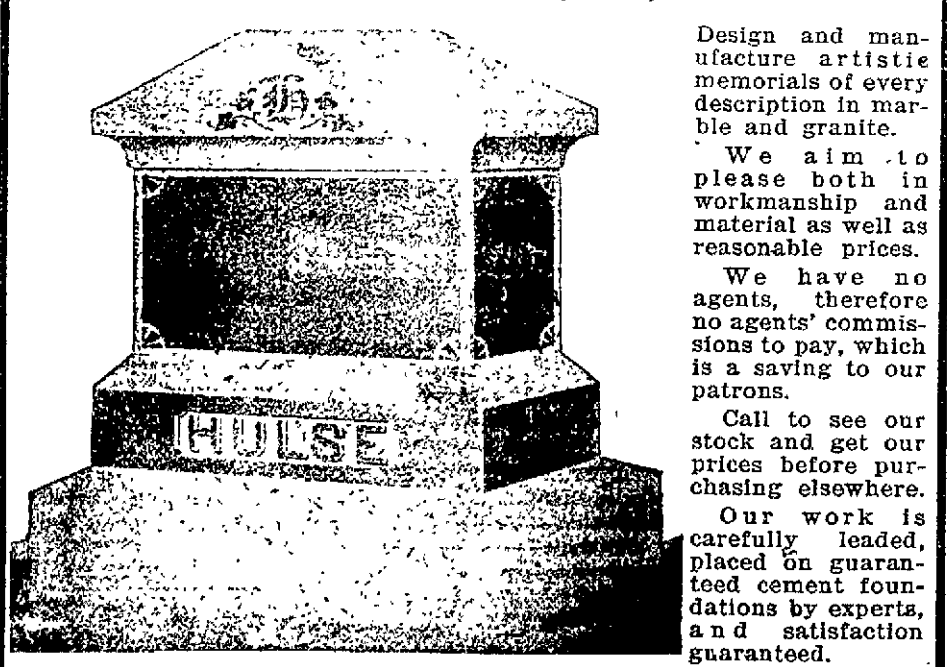 H
HULSE
Design and man-
ufacture artistic
memorials of every
description in mar-
ble and granite.
We aim to
please both in
workmanship and
material as well as
reasonable prices.
We have no
agents, therefore
no agents' commis-
sions to pay, which
is a saving to our
patrons.
Call to see our
stock and get our
prices before pur-
chasing elsewhere.
Our work is
carefully leaded,
placed on guaran-
teed cement foun-
dations by experts,
and satisfaction
guaranteed.